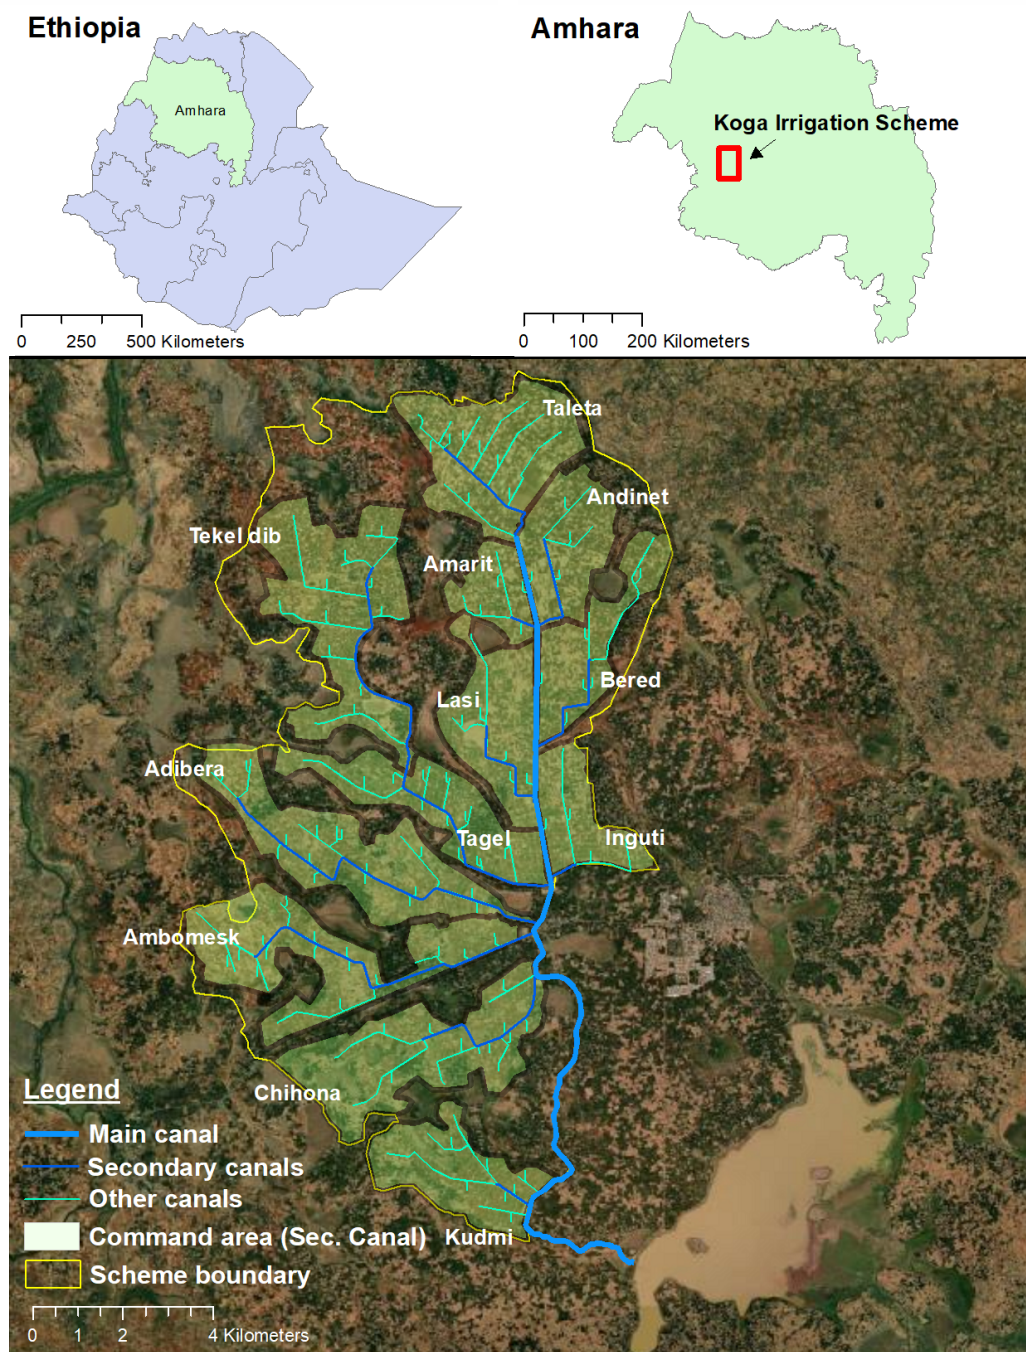 Ethiopia
Amhara
0 250 500 Kilometers
Amhara
Koga Irrigation Scheme
0 100 200 Kilometers
Taleta
Andinet
Tekel dib
Amarit
Bered
Lasi
Adibera
Tagel
Inguti
Ambomesk
Chihona
Kudmi
Legend
Main canal
Secondary canals
Other canals
Command area (Sec. Canal)
Scheme boundary
0 1 2 4 Kilometers